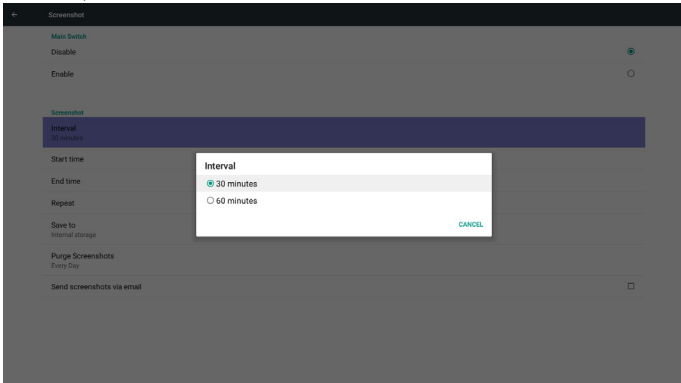 Screenshot
Main Switch
Disable
Enable
Screenshot
Interval
30 minutes
Start time
End time
Repeat
Save to
Internal storage
Purge Screenshots
Every Day
Send screenshots via email
Interval
30 minutes
60 minutes
CANCEL